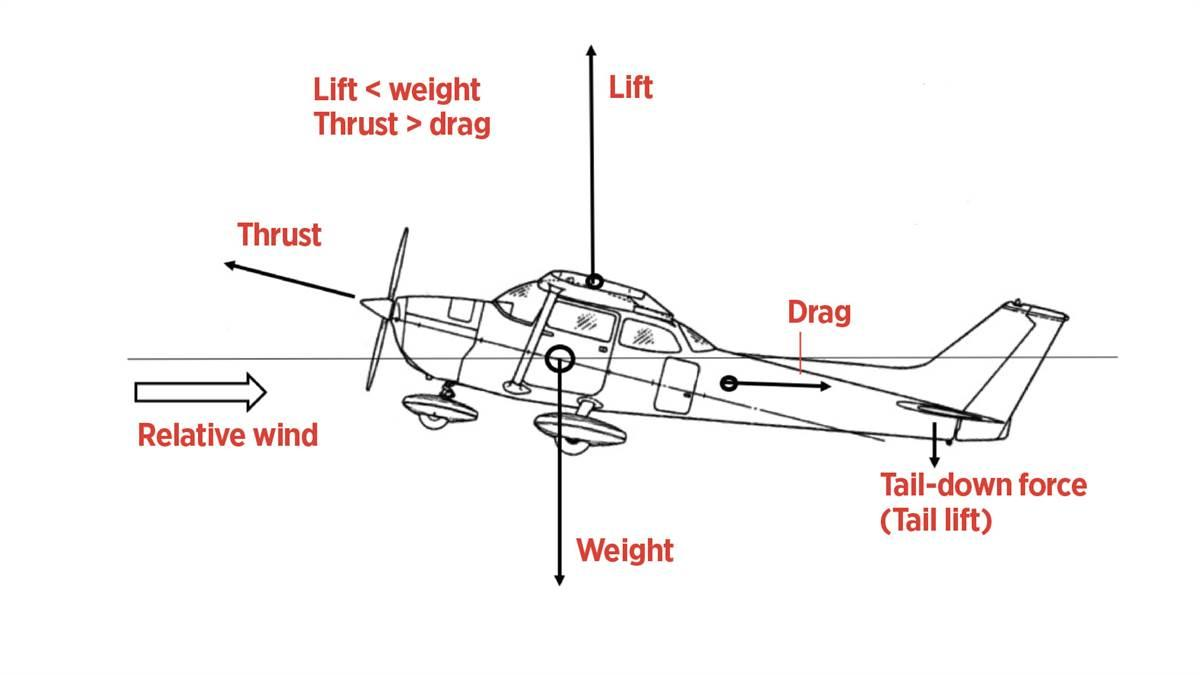 Lift < weight
Thrust > drag
Lift
Thrust
Drag
Relative wind
Tail-down force
(Tail lift)
Weight